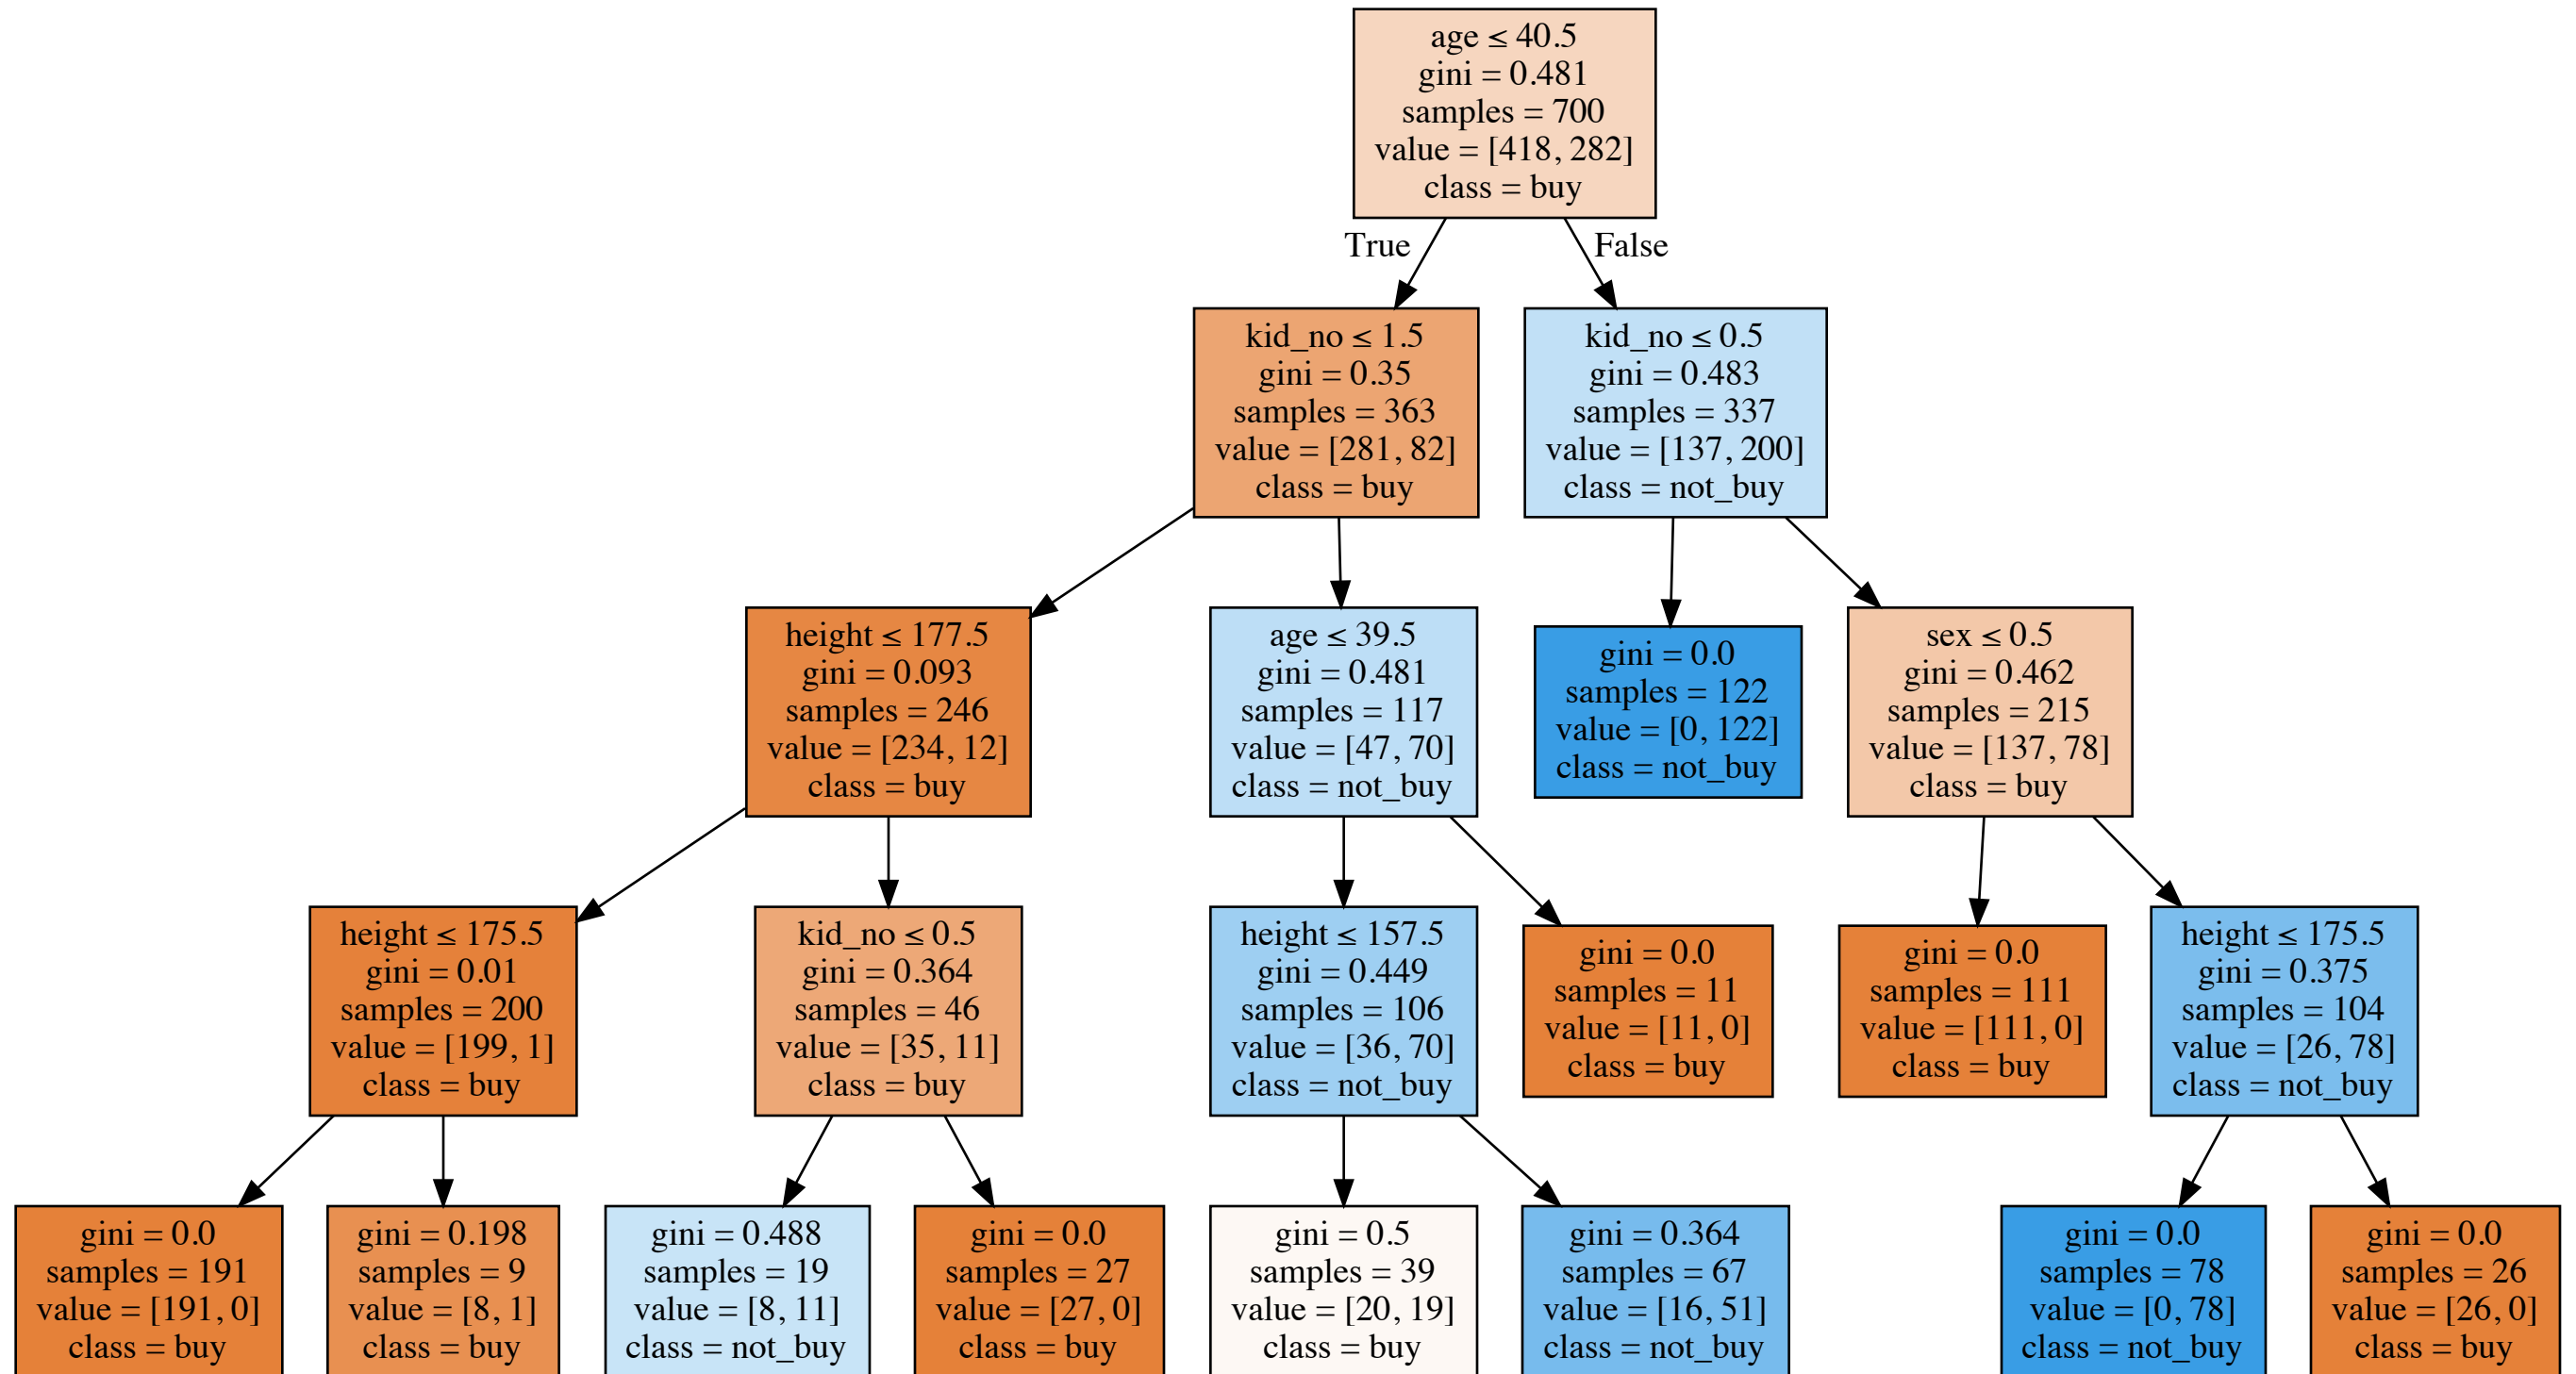 age ≤ 40.5
gini = 0.481
samples = 700
value = [418, 282]
class = buy
True
False
kid_no ≤ 1.5
gini = 0.35
samples = 363
value = [281, 82]
class = buy
kid_no ≤ 0.5
gini = 0.483
samples = 337
value = [137, 200]
class = not_buy
height ≤ 177.5
gini = 0.093
samples = 246
value = [234, 12]
class = buy
age ≤ 39.5
gini = 0.481
samples = 117
value = [47, 70]
class = not_buy
gini = 0.0
samples = 122
value = [0, 122]
class = not_buy
sex ≤ 0.5
gini = 0.462
samples = 215
value = [137, 78]
class = buy
height ≤ 175.5
gini = 0.01
samples = 200
value = [199, 1]
class = buy
kid_no ≤ 0.5
gini = 0.364
samples = 46
value = [35, 11]
class = buy
height ≤ 157.5
gini = 0.449
samples = 106
value = [36, 70]
class = not_buy
gini = 0.0
samples = 11
value = [11, 0]
class = buy
gini = 0.0
samples = 111
value = [111, 0]
class = buy
height ≤ 175.5
gini = 0.375
samples = 104
value = [26, 78]
class = not_buy
gini = 0.0
samples = 191
value = [191, 0]
class = buy
gini = 0.198
samples = 9
value = [8, 1]
class = buy
gini = 0.488
samples = 19
value = [8, 11]
class = not_buy
gini = 0.0
samples = 27
value = [27, 0]
class = buy
gini = 0.5
samples = 39
value = [20, 19]
class = buy
gini = 0.364
samples = 67
value = [16, 51]
class = not_buy
gini = 0.0
samples = 78
value = [0, 78]
class = not_buy
gini = 0.0
samples = 26
value = [26, 0]
class = buy